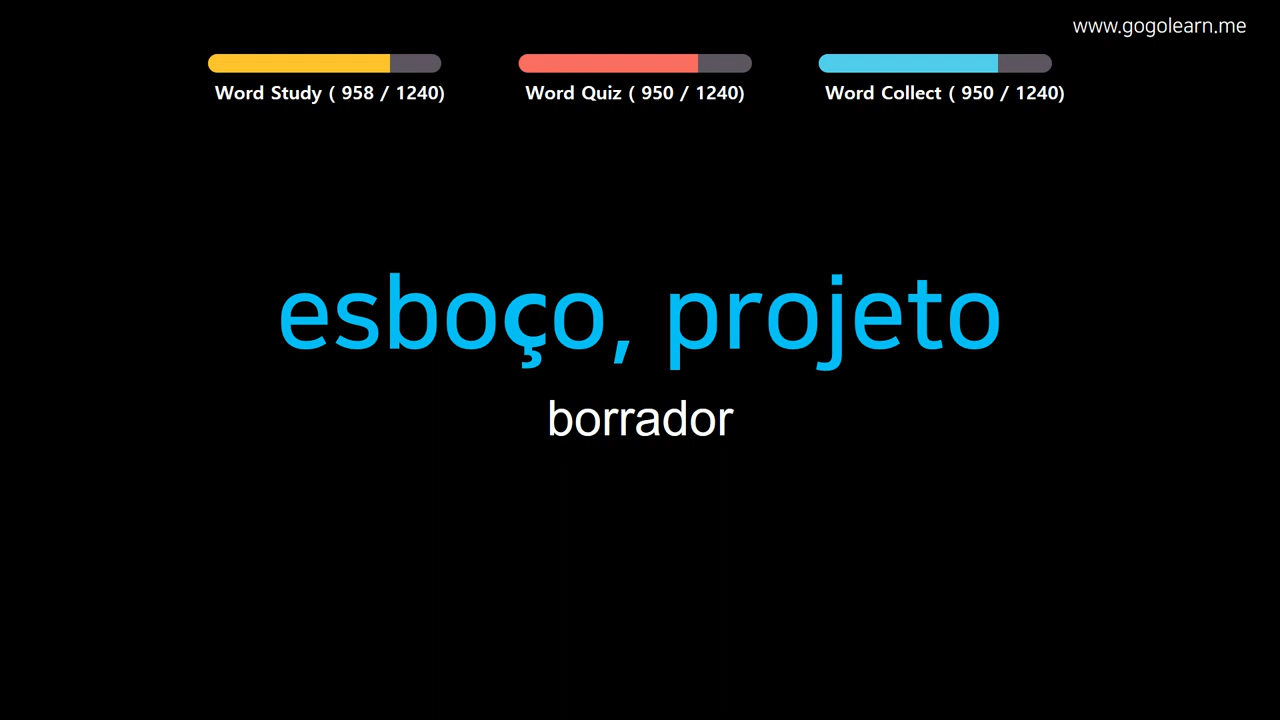 www.gogolearn.me
Word Study ( 958 / 1240)
Word Quiz ( 950 / 1240)
Word Collect ( 950 / 1240)
esboço, projeto
borrador